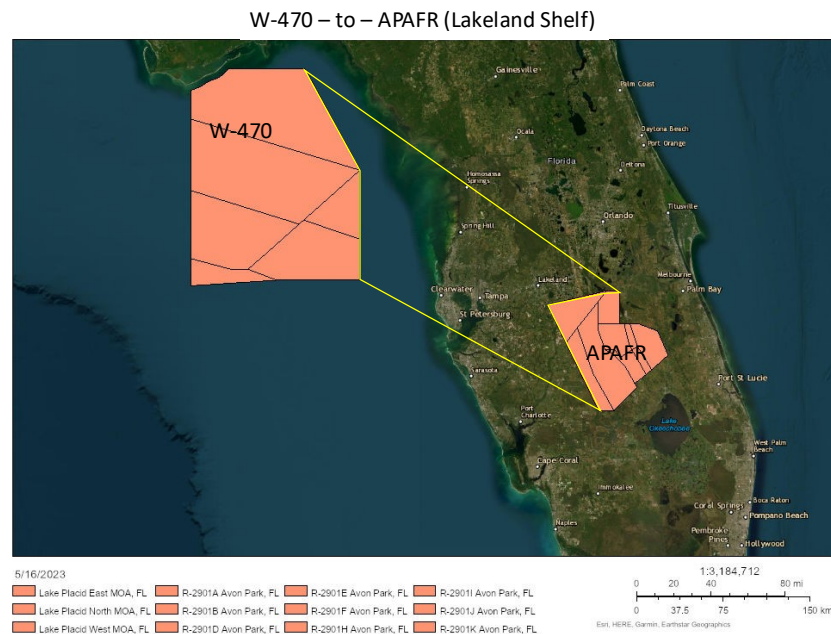 W-470 – to – APAFR (Lakeland Shelf)
Gainesville
Palm Coast
W-470
Ocala
Daytona Beach
Port Orange
Florida
Deltona
Homosassa
Springs
Titusville
Orlando
Spring Hill
Melbourne
Lakeland
Palm Bay
Clearwater
Tampa
St Petersburg
APAFR
Sarasota
Port St Lucie
Port
Charlotte
Lake
Okeechobee
West Palm
Beach
Cape Coral
Immokalee
Boca Raton
Coral Springs
Pompano Beach
Naples
Pembroke
Pines
Hollywood
5/16/2023
Lake Placid East MOA, FL R-2901A Avon Park, FL R-2901E Avon Park, FL R-2901I Avon Park, FL
Lake Placid North MOA, FL R-2901B Avon Park, FL R-2901F Avon Park, FL R-2901J Avon Park, FL
Lake Placid West MOA, FL R-2901D Avon Park, FL R-2901H Avon Park, FL R-2901K Avon Park, FL
1:3,184,712
0 20 40 80 mi
0 37.5 75 150 km
Esri, HERE, Garmin, Earthstar Geographics